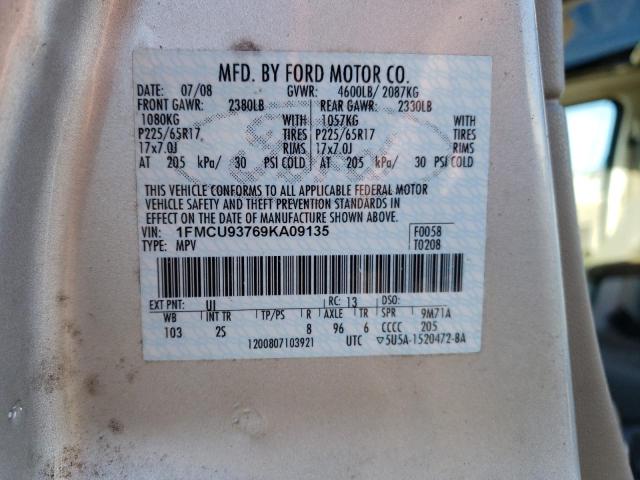 MFD. BY FORD MOTOR CO.
DATE: 07/08 GVWR: 4600LB/ 2087KG
FRONT GAWR: 2380LB REAR GAWR: 2330LB
1080KG WITH 1057KG WITH
P225/65R17 TIRES P225/65R17 TIRES
17x7.0J RIMS 17x7.0J RIMS
AT 205 kPa/ 30 PSI COLD AT 205 kPa/ 30 PSI COLD
THIS VEHICLE CONFORMS TO ALL APPLICABLE FEDERAL MOTOR
VEHICLE SAFETY AND THEFT PREVENTION STANDARDS IN
EFFECT ON THE DATE OF MANUFACTURE SHOWN ABOVE.
VIN: 1FMCU93769KA09135 F0058
TYPE: MPV T0208
EXT PNT: UI RC: 13 DSO:
WB INT TR TP/PS R AXLE TR SPR 9M71A
103 2S 8 96 6 CCCC 205
1200807103921 UTC ▽5U5A-1520472-BA